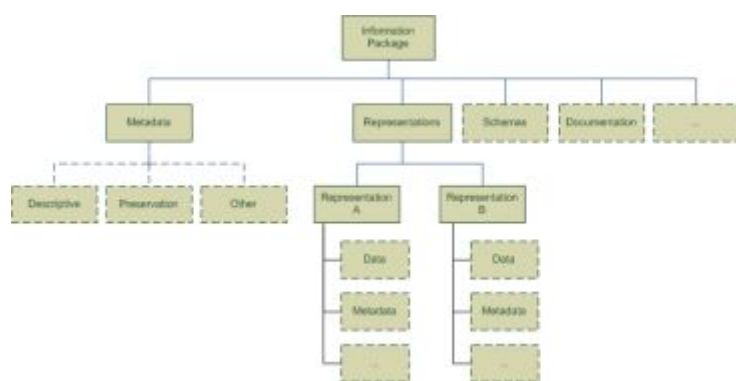 Information
Package
Metadata
Representations
Schemas
Documentation
...
Descriptive
Preservation
Other
Representation
A
Representation
B
Data
Data
Metadata
Metadata
...
...